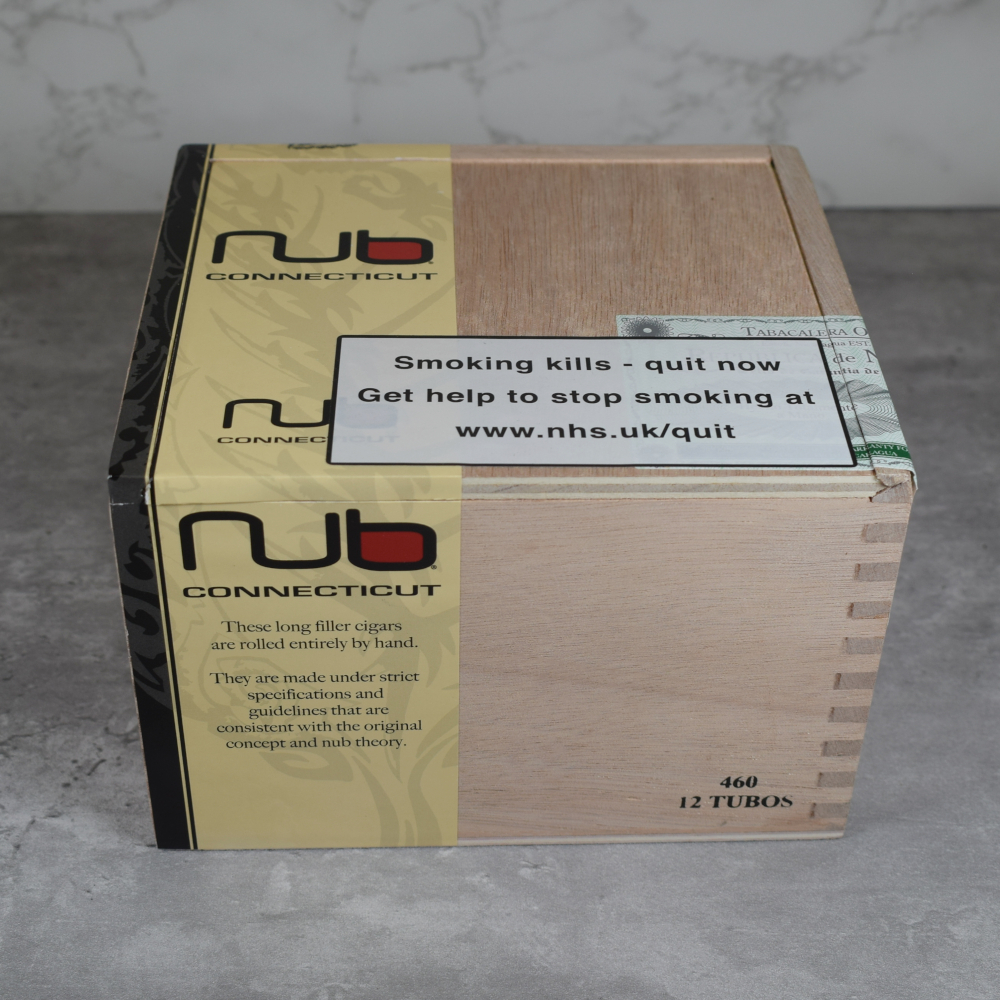 nub
CONNECTICUT
TABACALERA O
Smoking kills - quit now
Get help to stop smoking at
www.nhs.uk/quit
nub
CONNEC
nub
CONNECTICUT
These long filler cigars
are rolled entirely by hand.
They are made under strict
specifications and
guidelines that are
consistent with the original
concept and nub theory.
460
12 TUBOS